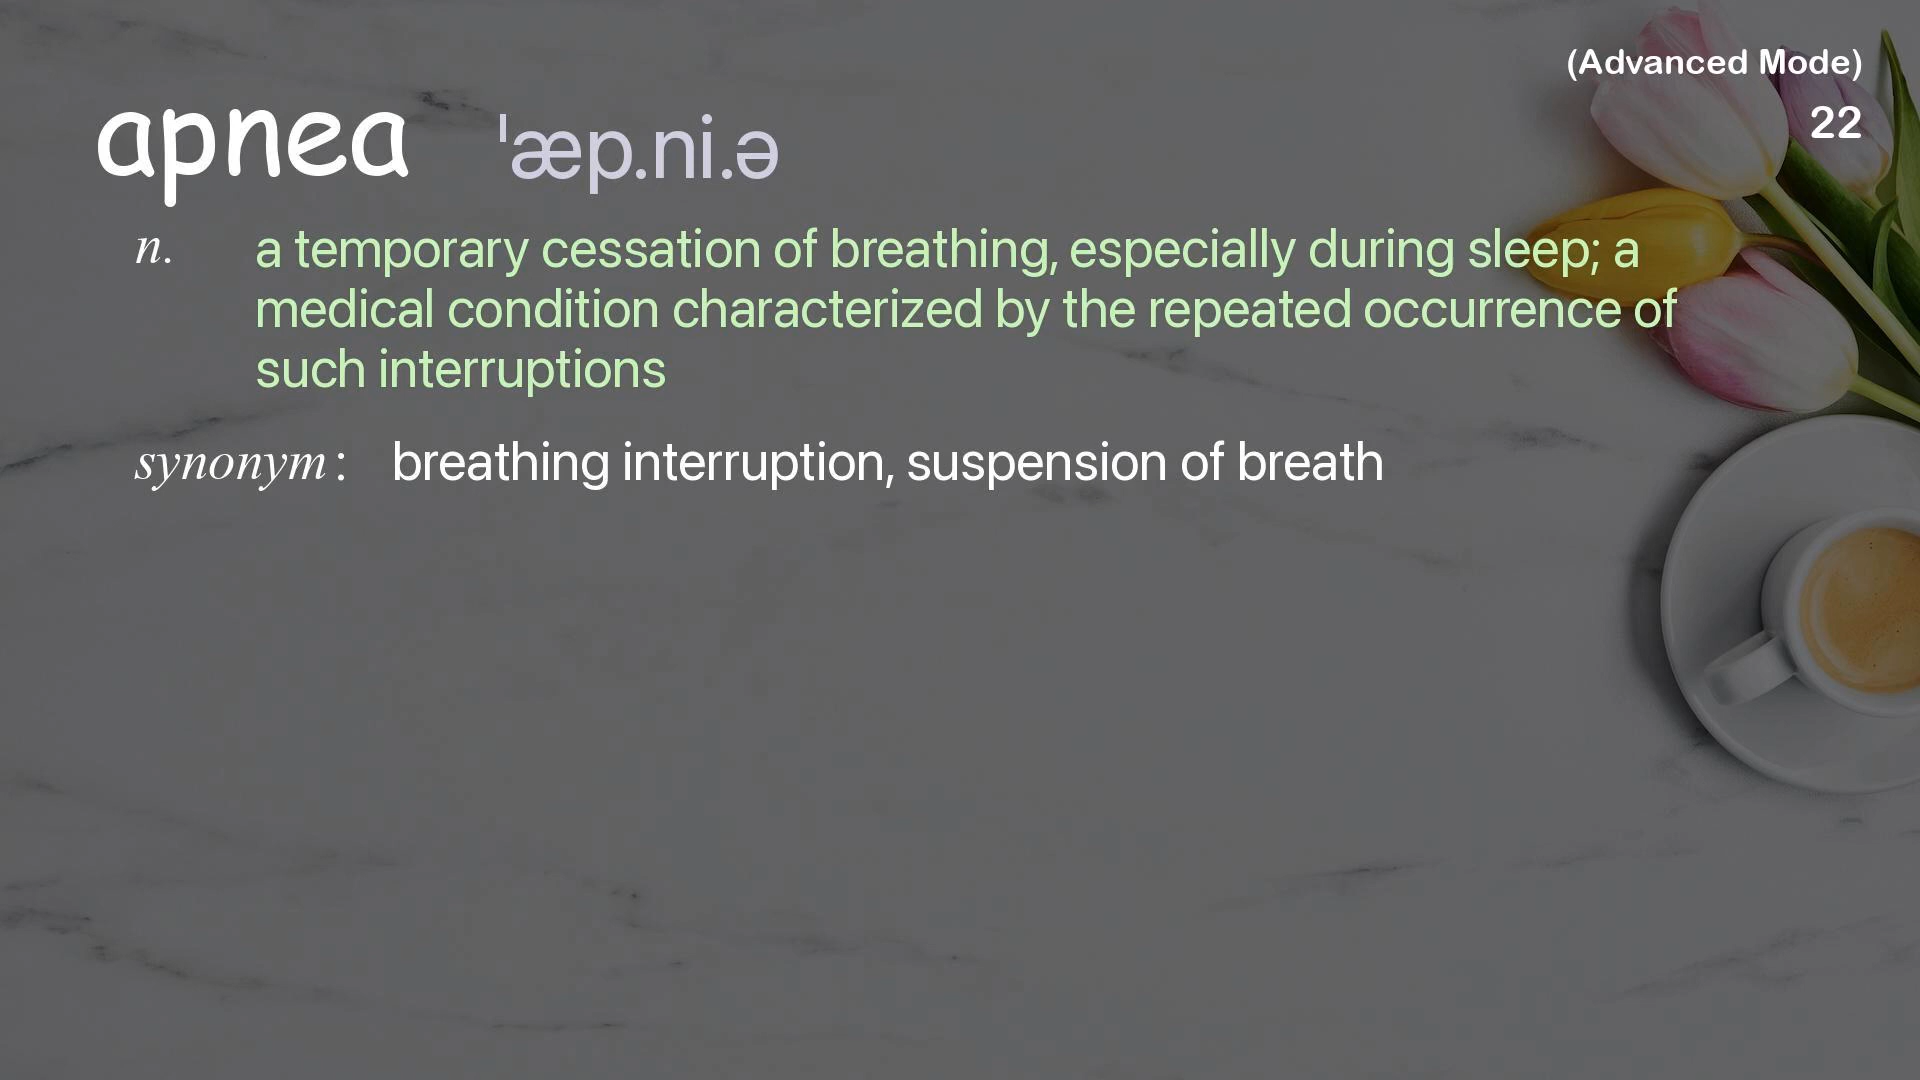 (Advanced Mode)
22
apnea ˈæp.ni.ə
n. a temporary cessation of breathing, especially during sleep; a
medical condition characterized by the repeated occurrence of
such interruptions
synonym: breathing interruption, suspension of breath